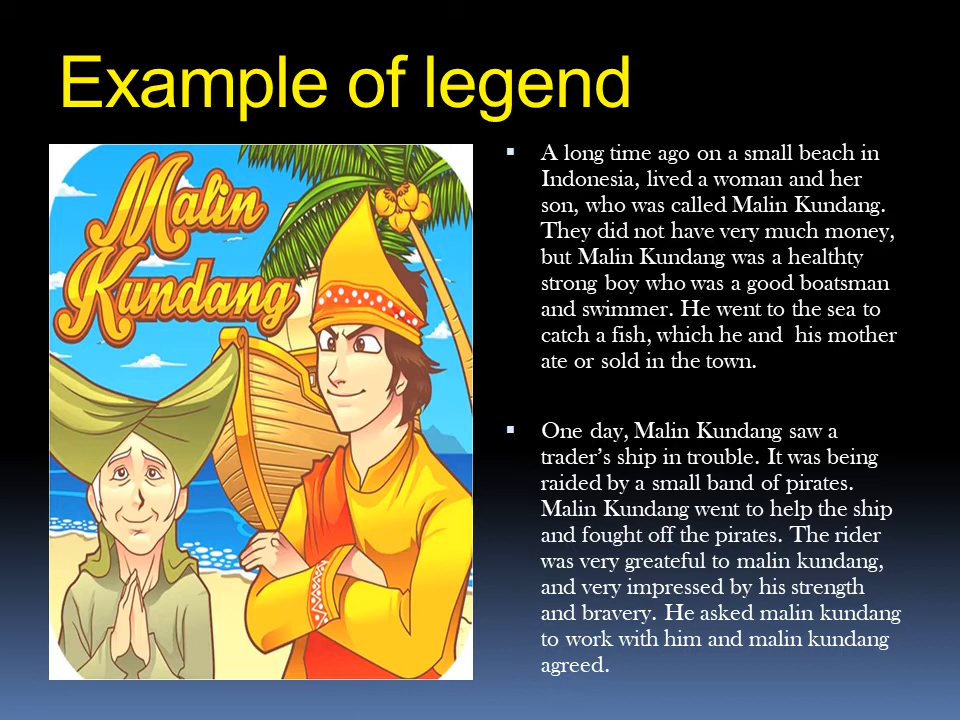 Example of legend
Malin
Kundang
A long time ago on a small beach in
Indonesia, lived a woman and her
son, who was called Malin Kundang.
They did not have very much money,
but Malin Kundang was a healthty
strong boy who was a good boatsman
and swimmer. He went to the sea to
catch a fish, which he and his mother
ate or sold in the town.
One day, Malin Kundang saw a
trader’s ship in trouble. It was being
raided by a small band of pirates.
Malin Kundang went to help the ship
and fought off the pirates. The rider
was very greateful to malin kundang,
and very impressed by his strength
and bravery. He asked malin kundang
to work with him and malin kundang
agreed.